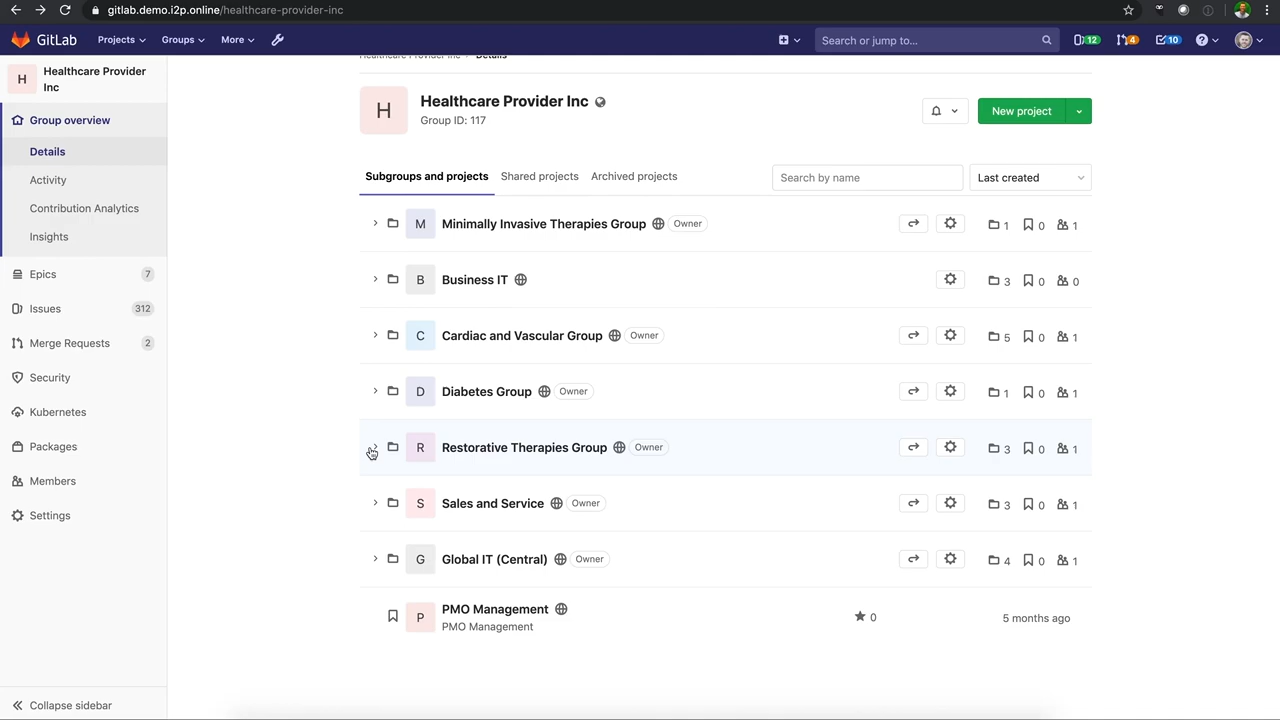 gitlab.demo.i2p.online/healthcare-provider-inc
GitLab Projects Groups More Search or jump to... 12 4 10
H Healthcare Provider Inc
Group overview
Details
Activity
Contribution Analytics
Insights
Epics 7
Issues 312
Merge Requests 2
Security
Kubernetes
Packages
Members
Settings
Collapse sidebar
Healthcare Provider Inc › Details
H Healthcare Provider Inc
Group ID: 117
New project
Subgroups and projects Shared projects Archived projects Search by name Last created
M Minimally Invasive Therapies Group Owner 1 0 1
B Business IT 3 0 0
C Cardiac and Vascular Group Owner 5 0 1
D Diabetes Group Owner 1 0 1
R Restorative Therapies Group Owner 3 0 1
S Sales and Service Owner 3 0 1
G Global IT (Central) Owner 4 0 1
P PMO Management 0 5 months ago
PMO Management